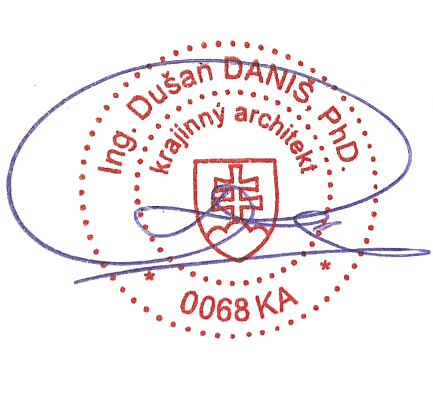 Ing. Dušan DANIŠ, PhD.
krajinný architekt
* 0068 KA *